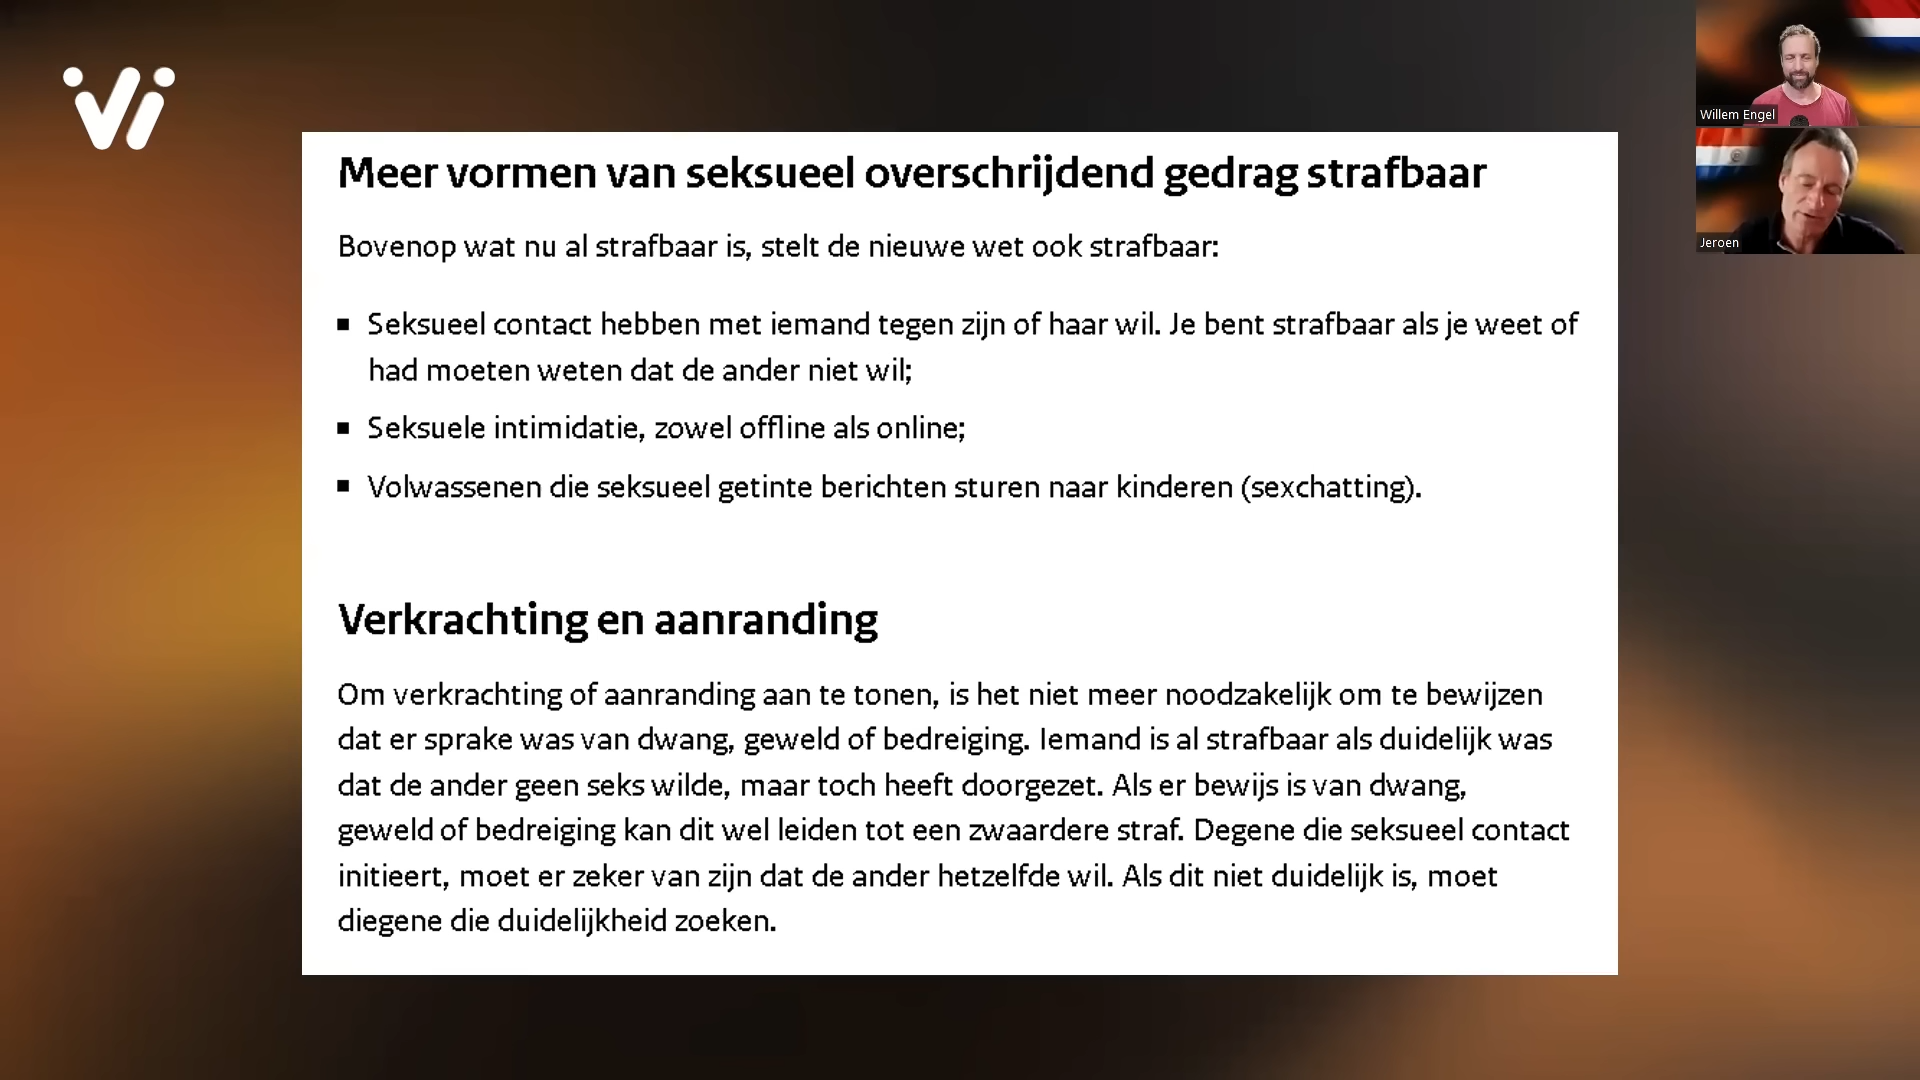 Vi
Willem Engel
Jeroen
Meer vormen van seksueel overschrijdend gedrag strafbaar
Bovenop wat nu al strafbaar is, stelt de nieuwe wet ook strafbaar:
▪ Seksueel contact hebben met iemand tegen zijn of haar wil. Je bent strafbaar als je weet of
had moeten weten dat de ander niet wil;
▪ Seksuele intimidatie, zowel offline als online;
▪ Volwassenen die seksueel getinte berichten sturen naar kinderen (sexchatting).
Verkrachting en aanranding
Om verkrachting of aanranding aan te tonen, is het niet meer noodzakelijk om te bewijzen
dat er sprake was van dwang, geweld of bedreiging. Iemand is al strafbaar als duidelijk was
dat de ander geen seks wilde, maar toch heeft doorgezet. Als er bewijs is van dwang,
geweld of bedreiging kan dit wel leiden tot een zwaardere straf. Degene die seksueel contact
initieert, moet er zeker van zijn dat de ander hetzelfde wil. Als dit niet duidelijk is, moet
diegene die duidelijkheid zoeken.